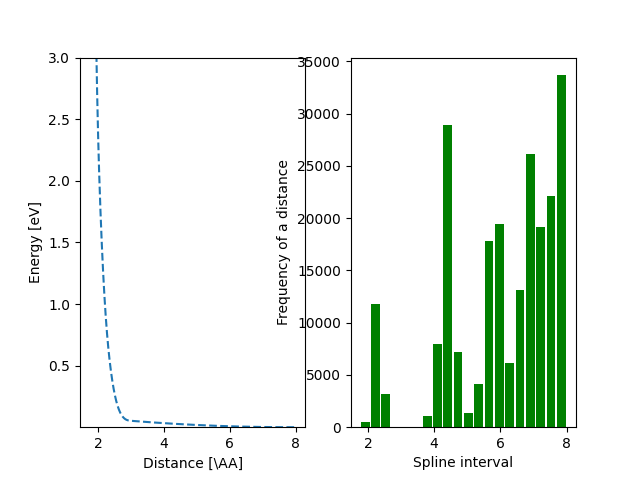 3.0
2.5
2.0
1.5
1.0
0.5
Energy [eV]
2 4 6 8
Distance [\AA]
35000
30000
25000
20000
15000
10000
5000
0
Frequency of a distance
2 4 6 8
Spline interval